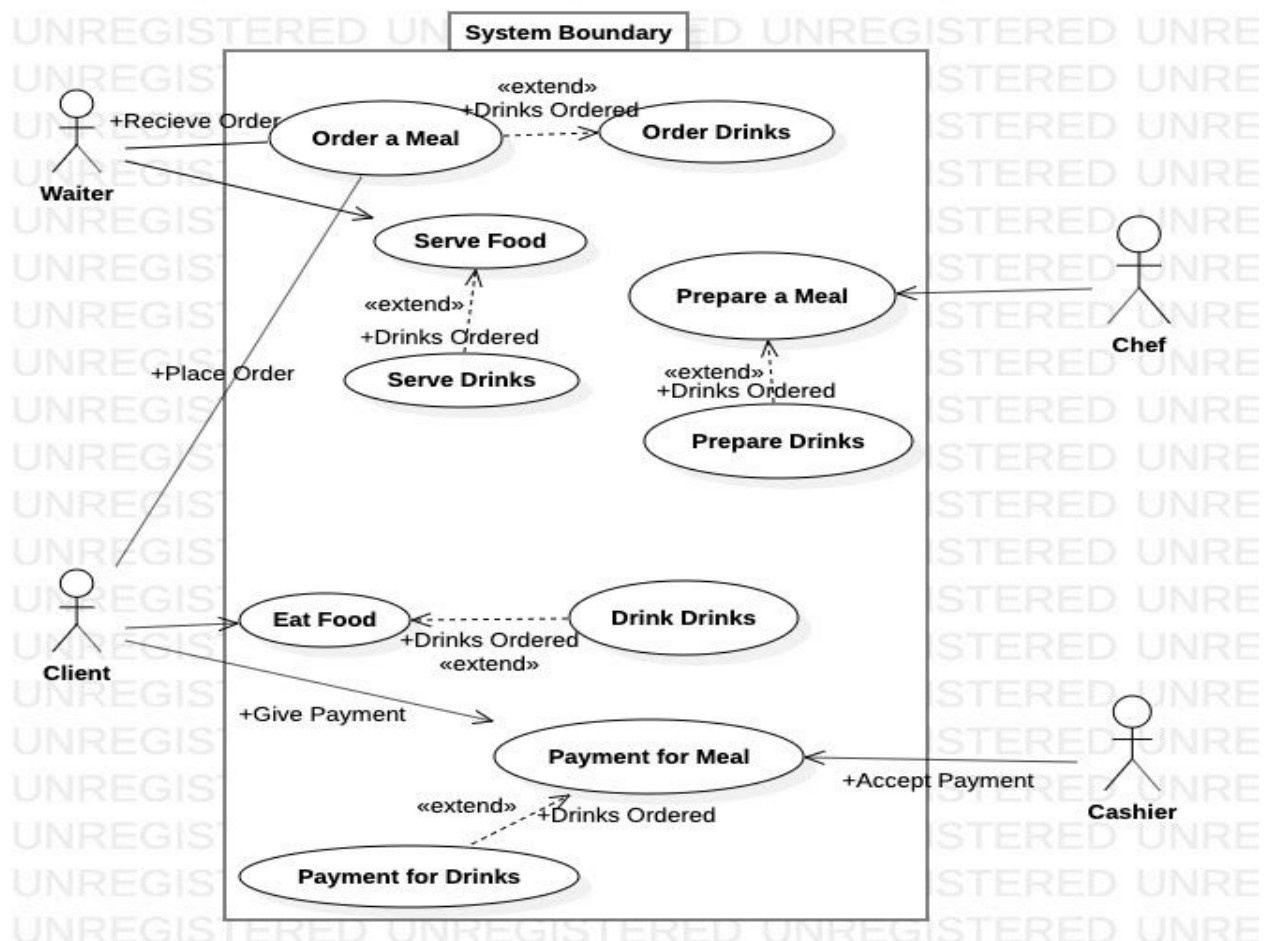 System Boundary
«extend»
+Drinks Ordered
+Recieve Order
Order a Meal
Order Drinks
Waiter
Serve Food
«extend»
+Drinks Ordered
Serve Drinks
Prepare a Meal
Chef
«extend»
+Drinks Ordered
Prepare Drinks
+Place Order
Client
Eat Food
Drink Drinks
+Drinks Ordered
«extend»
+Give Payment
Payment for Meal
+Accept Payment
Cashier
«extend»
+Drinks Ordered
Payment for Drinks
UNREGISTERED